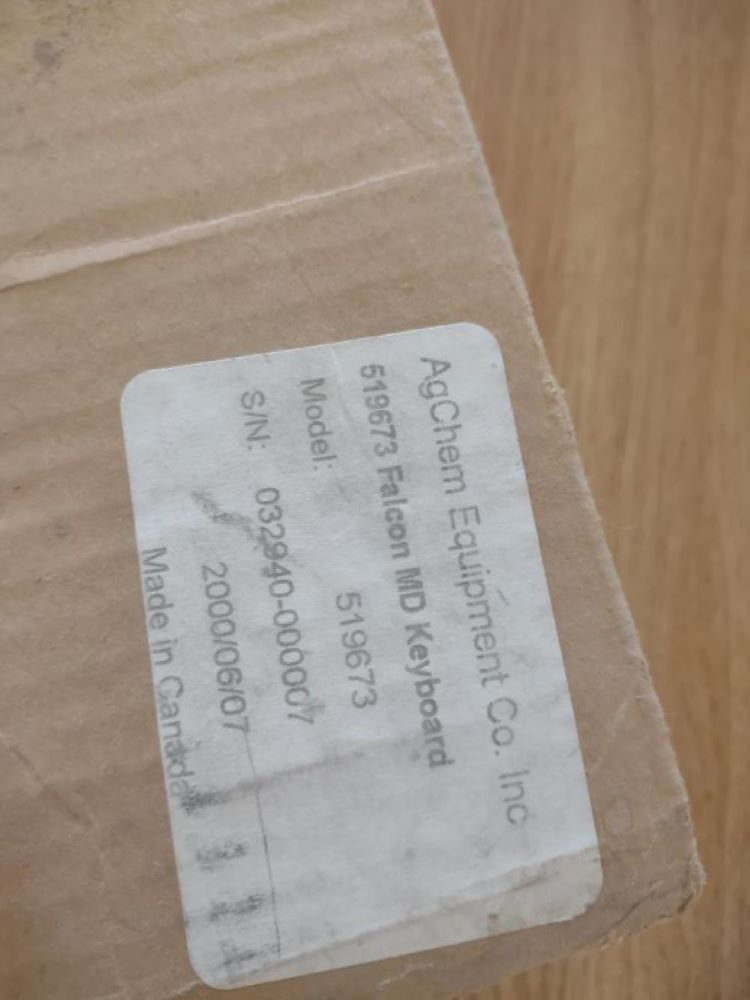 AgChem Equipment Co. Inc
519673 Falcon MD Keyboard
Model: 519673
S/N: 032940-000007
2000/06/07
Made in Canada